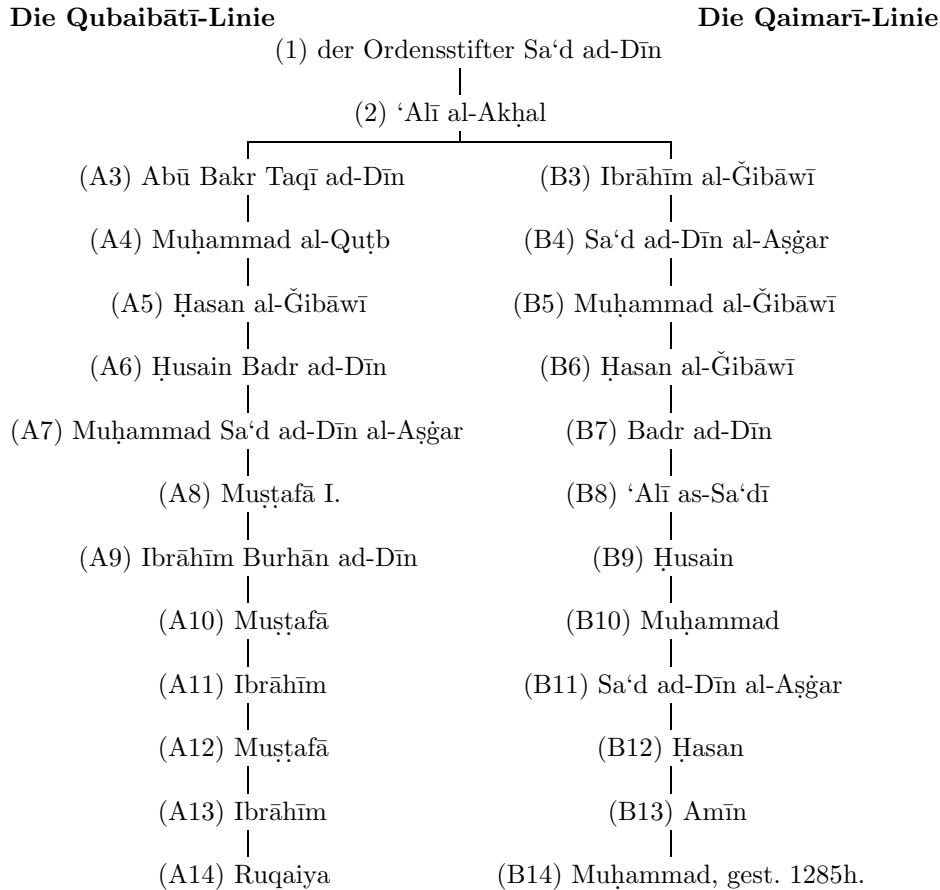 Die Qubaibātī-Linie Die Qaimarī-Linie
(1) der Ordensstifter Sa‘d ad-Dīn
(2) ‘Alī al-Akḥal
(A3) Abū Bakr Taqī ad-Dīn (B3) Ibrāhīm al-Ǧibāwī
(A4) Muḥammad al-Quṭb (B4) Sa‘d ad-Dīn al-Aṣġar
(A5) Ḥasan al-Ǧibāwī (B5) Muḥammad al-Ǧibāwī
(A6) Ḥusain Badr ad-Dīn (B6) Ḥasan al-Ǧibāwī
(A7) Muḥammad Sa‘d ad-Dīn al-Aṣġar (B7) Badr ad-Dīn
(A8) Muṣṭafā I. (B8) ‘Alī as-Sa‘dī
(A9) Ibrāhīm Burhān ad-Dīn (B9) Ḥusain
(A10) Muṣṭafā (B10) Muḥammad
(A11) Ibrāhīm (B11) Sa‘d ad-Dīn al-Aṣġar
(A12) Muṣṭafā (B12) Ḥasan
(A13) Ibrāhīm (B13) Amīn
(A14) Ruqaiya (B14) Muḥammad, gest. 1285h.